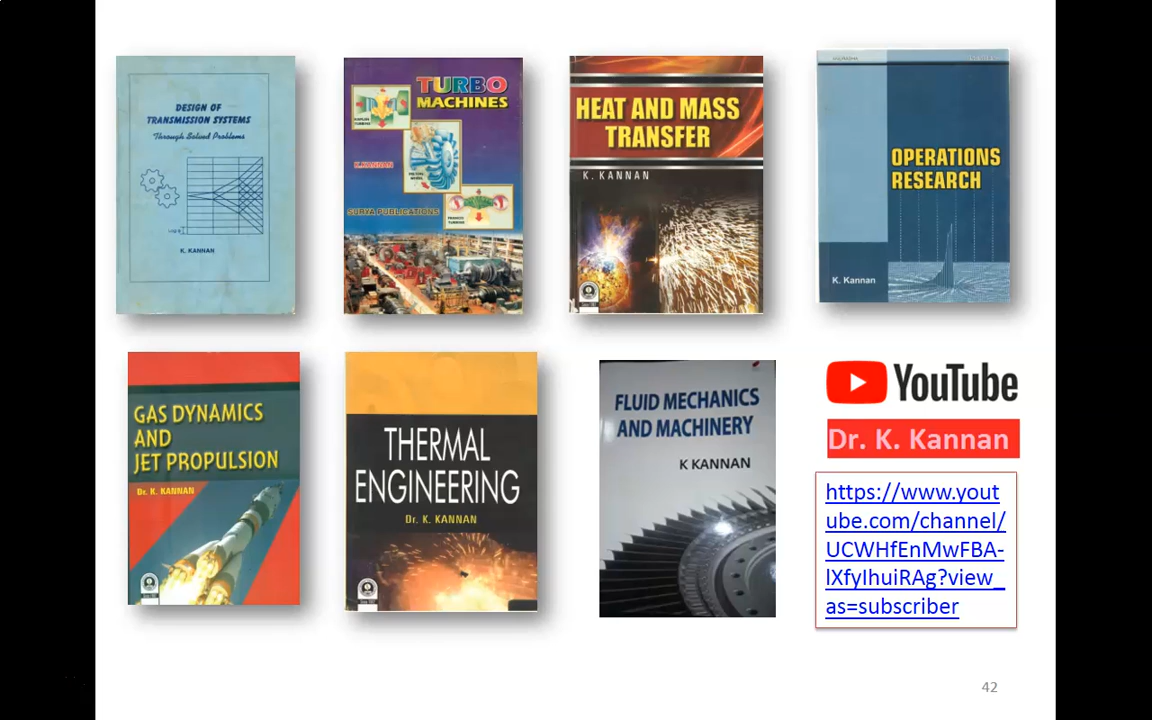 DESIGN OF
TRANSMISSION SYSTEMS
Through Solved Problems
K. KANNAN
TURBO
MACHINES
K.KANNAN
SURYA PUBLICATIONS
HEAT AND MASS
TRANSFER
K. KANNAN
OPERATIONS
RESEARCH
K. Kannan
GAS DYNAMICS
AND
JET PROPULSION
Dr. K. KANNAN
THERMAL
ENGINEERING
Dr. K. KANNAN
FLUID MECHANICS
AND MACHINERY
K KANNAN
YouTube
Dr. K. Kannan
https://www.yout
ube.com/channel/
UCWHfEnMwFBA-
lXfyIhuiRAg?view_
as=subscriber
42